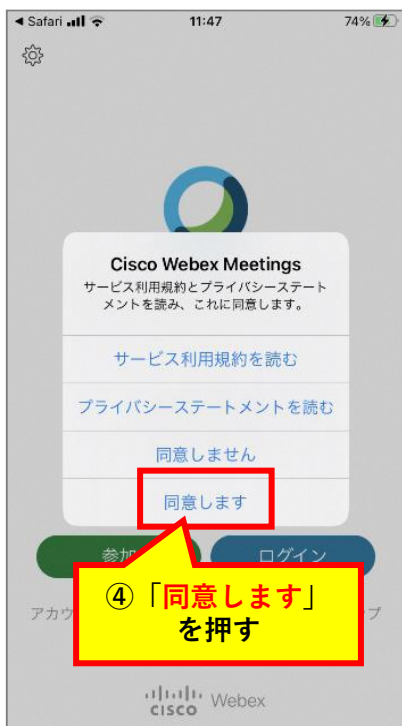 ◀ Safari 11:47 74%
Cisco Webex Meetings
サービス利用規約とプライバシーステート
メントを読み、これに同意します。
サービス利用規約を読む
プライバシーステートメントを読む
同意しません
同意します
参加 ログイン
④「同意します」
を押す
アカウ プ
CISCO Webex